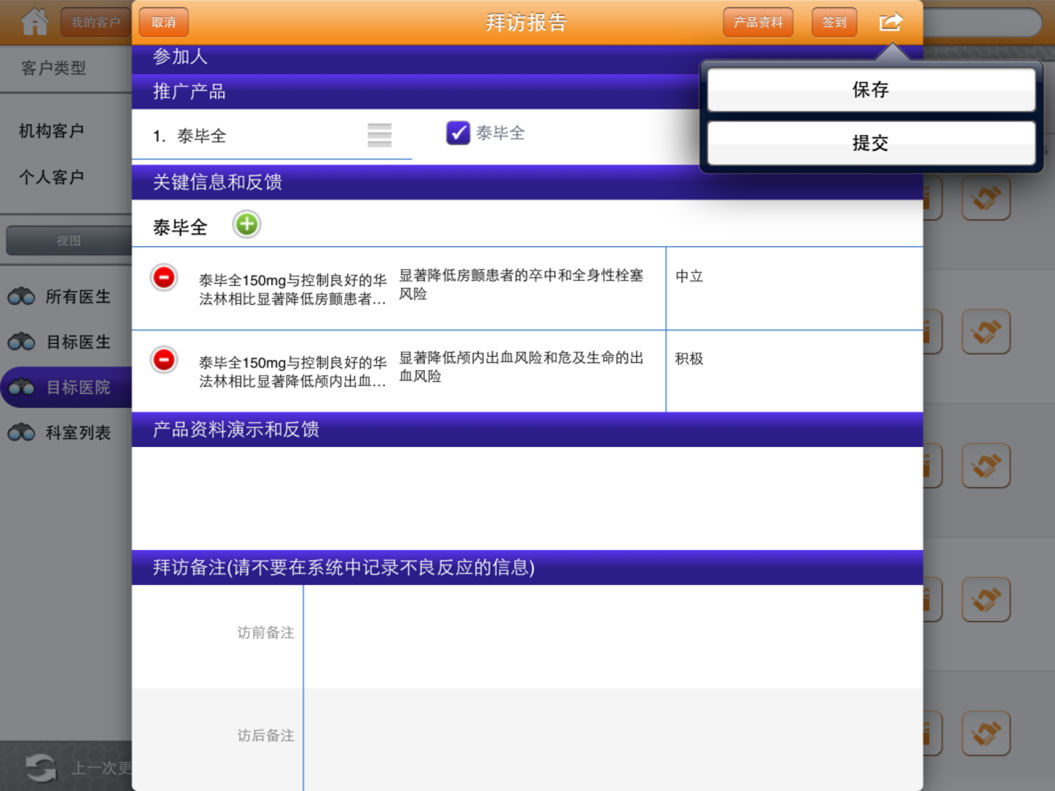 我的客户
取消
拜访报告
产品资料
签到
保存
提交
客户类型
机构客户
个人客户
视图
所有医生
目标医生
目标医院
科室列表
上一次更
参加人
推广产品
1. 泰毕全
泰毕全
关键信息和反馈
泰毕全
泰毕全150mg与控制良好的华
法林相比显著降低房颤患者...
显著降低房颤患者的卒中和全身性栓塞
风险
中立
泰毕全150mg与控制良好的华
法林相比显著降低颅内出血...
显著降低颅内出血风险和危及生命的出
血风险
积极
产品资料演示和反馈
拜访备注(请不要在系统中记录不良反应的信息)
访前备注
访后备注